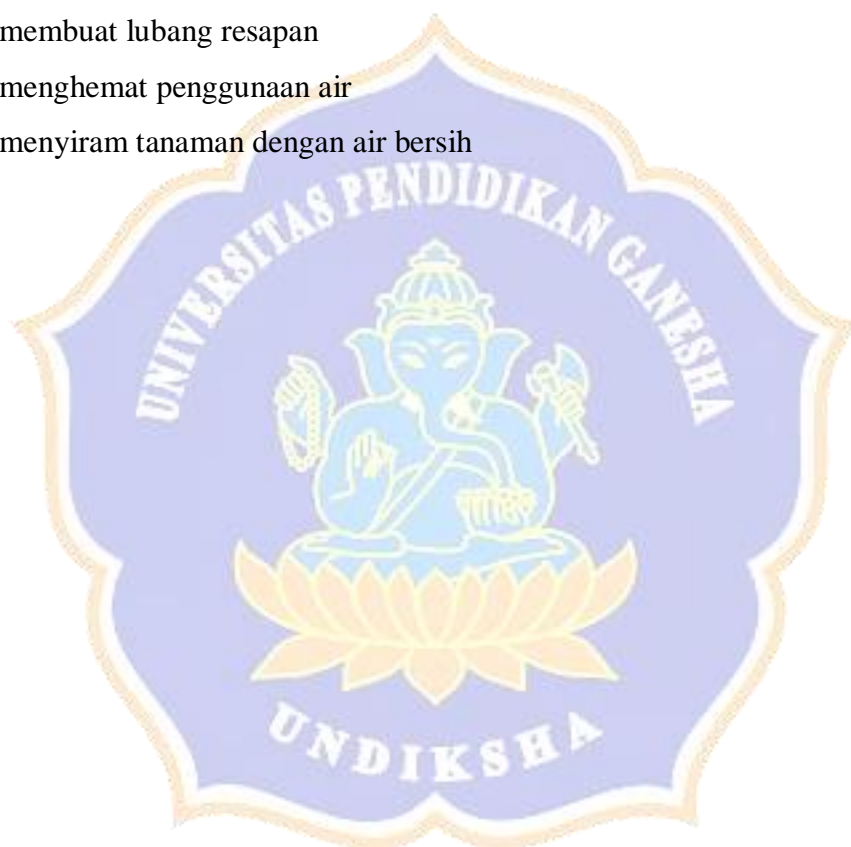 membuat lubang resapan
menghemat penggunaan air
menyiram tanaman dengan air bersih
UNIVERSITAS PENDIDIKAN GANESHA
UNDIKSHA